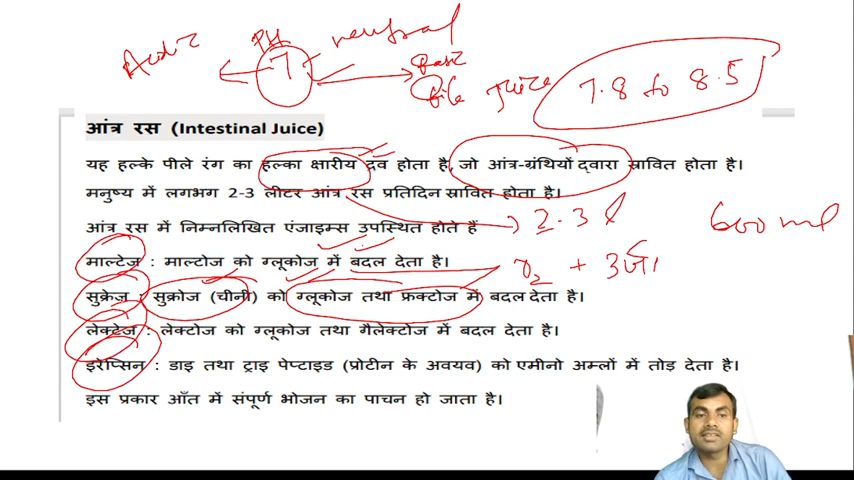 Acidic PH 7 neutral
Basic
Bile Juice 7.8 to 8.5
आंत्र रस (Intestinal Juice)
यह हल्के पीले रंग का हल्का क्षारीय द्रव होता है, जो आंत्र-ग्रंथियों द्वारा स्रावित होता है।
मनुष्य में लगभग 2-3 लीटर आंत्र रस प्रतिदिन स्रावित होता है।
2.3 l 600 ml
आंत्र रस में निम्नलिखित एंजाइम्स उपस्थित होते हैं
माल्टेज़ : माल्टोज को ग्लूकोज में बदल देता है।
सुक्रेज़ : सुक्रोज (चीनी) को ग्लूकोज तथा फ्रक्टोज में बदल देता है।
लेक्टेज़ : लेक्टोज को ग्लूकोज तथा गैलेक्टोज में बदल देता है।
इरेप्सिन : डाइ तथा ट्राइ पेप्टाइड (प्रोटीन के अवयव) को एमीनो अम्लों में तोड़ देता है।
इस प्रकार आँत में संपूर्ण भोजन का पाचन हो जाता है।